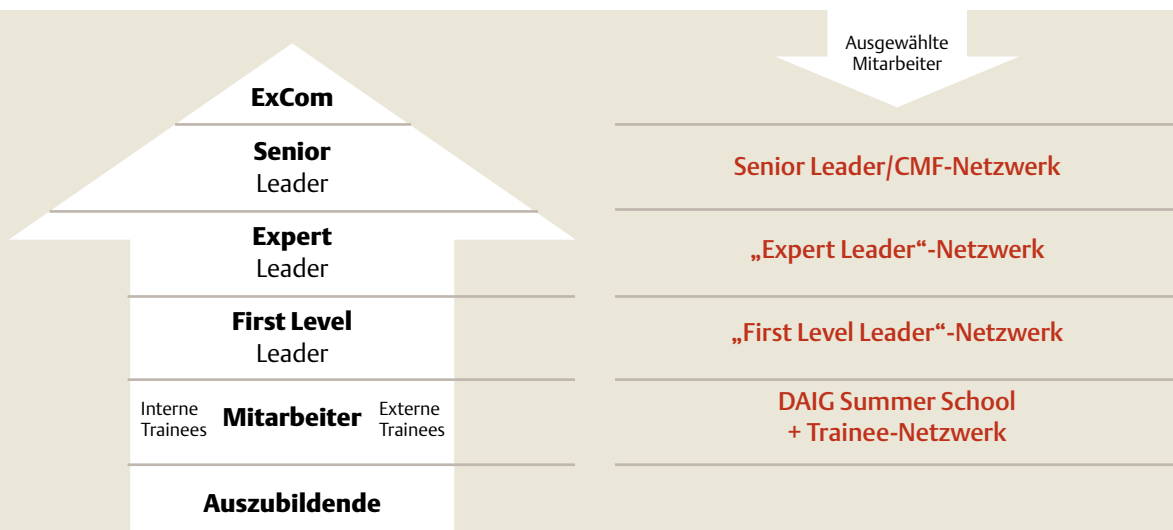 Ausgewählte
Mitarbeiter
ExCom
Senior
Leader
Senior Leader/CMF-Netzwerk
Expert
Leader
„Expert Leader“-Netzwerk
First Level
Leader
„First Level Leader“-Netzwerk
Interne
Trainees
Mitarbeiter
Externe
Trainees
DAIG Summer School
+ Trainee-Netzwerk
Auszubildende